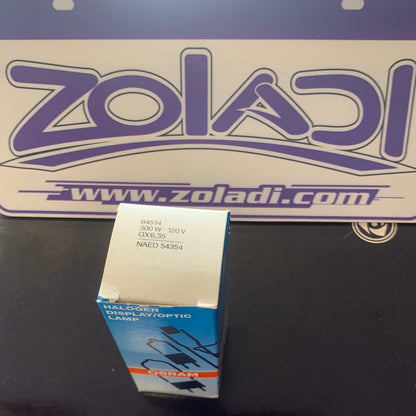 ZOLADI
www.zoladi.com
64514
300 W · 120 V
GX6,35
NAED 54354
HALOGEN
DISPLAY/OPTIC
LAMP
OSRAM